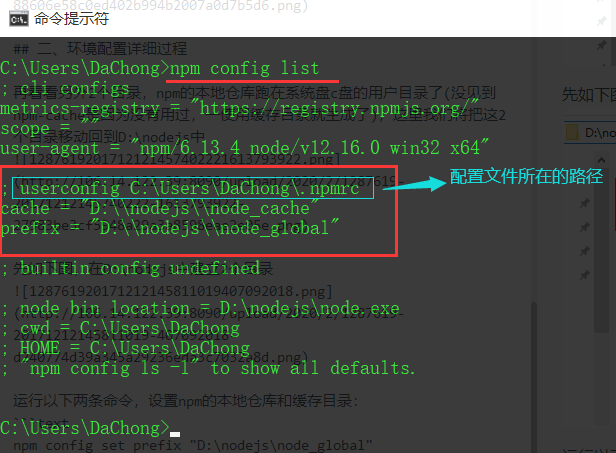 88606e58c0ed402b994b2007a0d7b5d6.png)
命令提示符
## 二、环境配置详细过程
C:\Users\DaChong>npm config list
; cli configs
metrics-registry = "https://registry.npmjs.org/"
scope = ""
user-agent = "npm/6.13.4 node/v12.16.0 win32 x64"
先如下图
D:\no
; userconfig C:\Users\DaChong\.npmrc
配置文件所在的路径
cache = "D:\\nodejs\\node_cache"
prefix = "D:\\nodejs\\node_global"
; builtin config undefined
; node bin location = D:\nodejs\node.exe
; cwd = C:\Users\DaChong
; HOME = C:\Users\DaChong
; "npm config ls -l" to show all defaults.
运行以下两条命令，设置npm的本地仓库和缓存目录：
C:\Users\DaChong>
npm config set prefix "D:\nodejs\node_global"